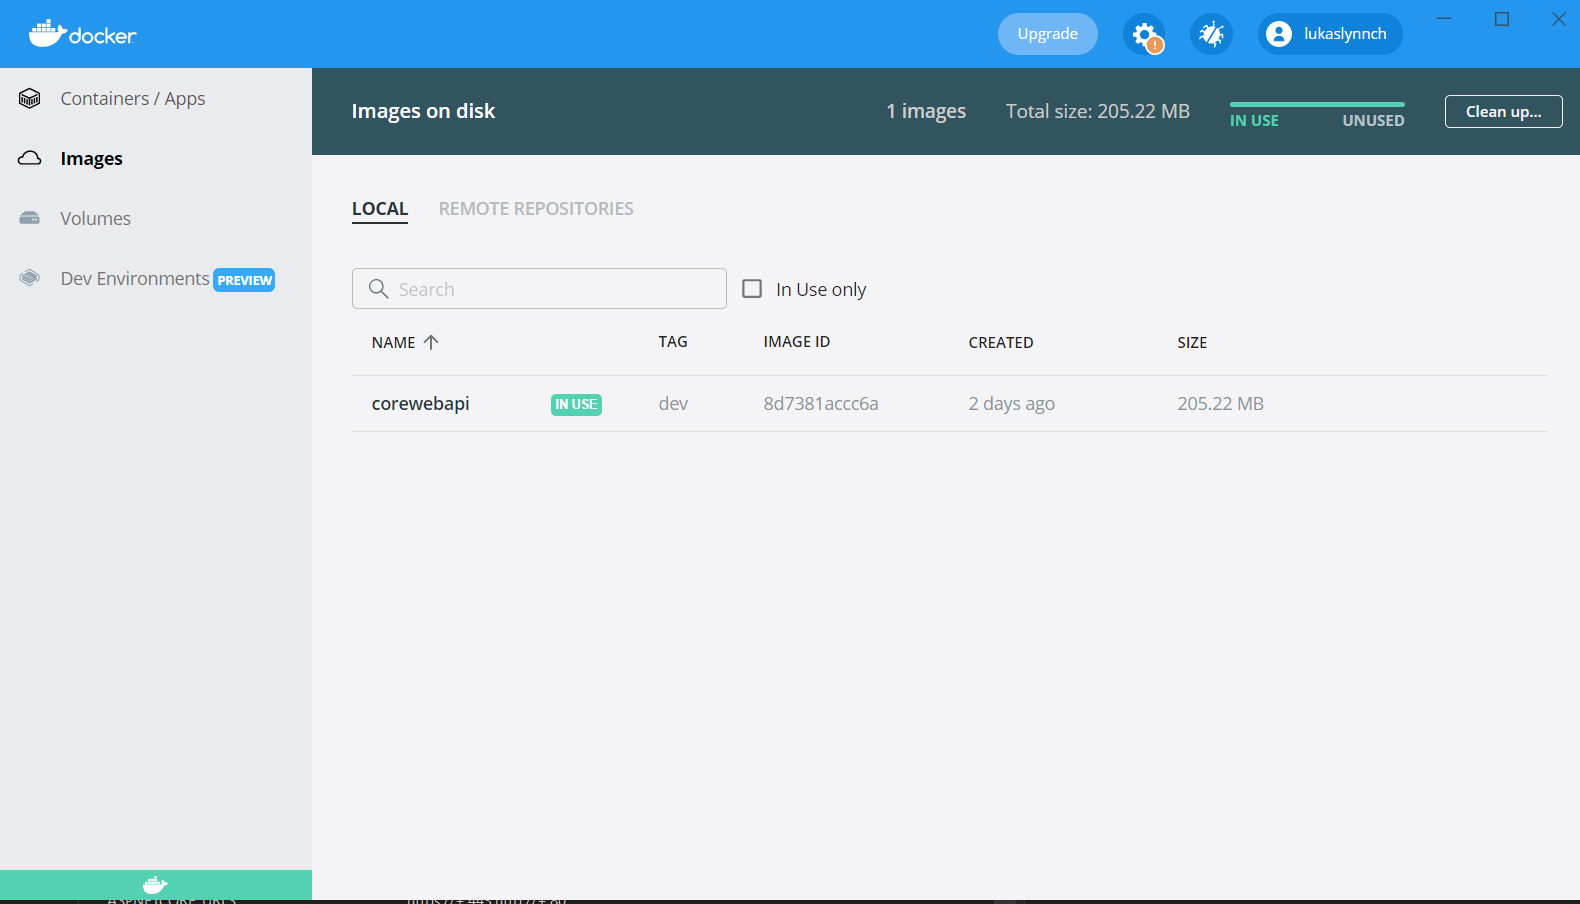 docker
Upgrade
lukaslynnch
Containers / Apps
Images
Volumes
Dev Environments PREVIEW
Images on disk
1 images
Total size: 205.22 MB
IN USE
UNUSED
Clean up...
LOCAL
REMOTE REPOSITORIES
Search
In Use only
NAME
TAG
IMAGE ID
CREATED
SIZE
corewebapi
IN USE
dev
8d7381accc6a
2 days ago
205.22 MB